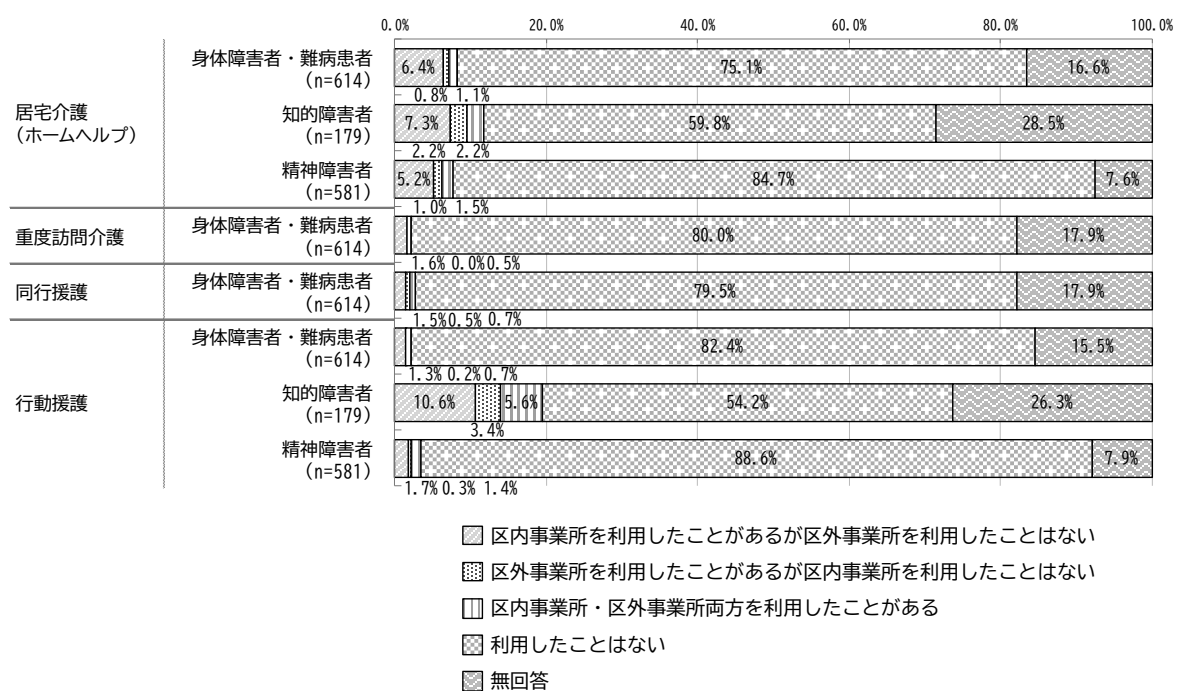 0.0% 20.0% 40.0% 60.0% 80.0% 100.0%
居宅介護
（ホームヘルプ）
身体障害者・難病患者
（n=614）
6.4% 75.1% 16.6%
0.8% 1.1%
知的障害者
（n=179）
7.3% 59.8% 28.5%
2.2% 2.2%
精神障害者
（n=581）
5.2% 84.7% 7.6%
1.0% 1.5%
重度訪問介護
身体障害者・難病患者
（n=614）
80.0% 17.9%
1.6% 0.0% 0.5%
同行援護
身体障害者・難病患者
（n=614）
79.5% 17.9%
1.5% 0.5% 0.7%
行動援護
身体障害者・難病患者
（n=614）
82.4% 15.5%
1.3% 0.2% 0.7%
知的障害者
（n=179）
10.6% 5.6% 54.2% 26.3%
3.4%
精神障害者
（n=581）
88.6% 7.9%
1.7% 0.3% 1.4%
区内事業所を利用したことがあるが区外事業所を利用したことはない
区外事業所を利用したことがあるが区内事業所を利用したことはない
区内事業所・区外事業所両方を利用したことがある
利用したことはない
無回答